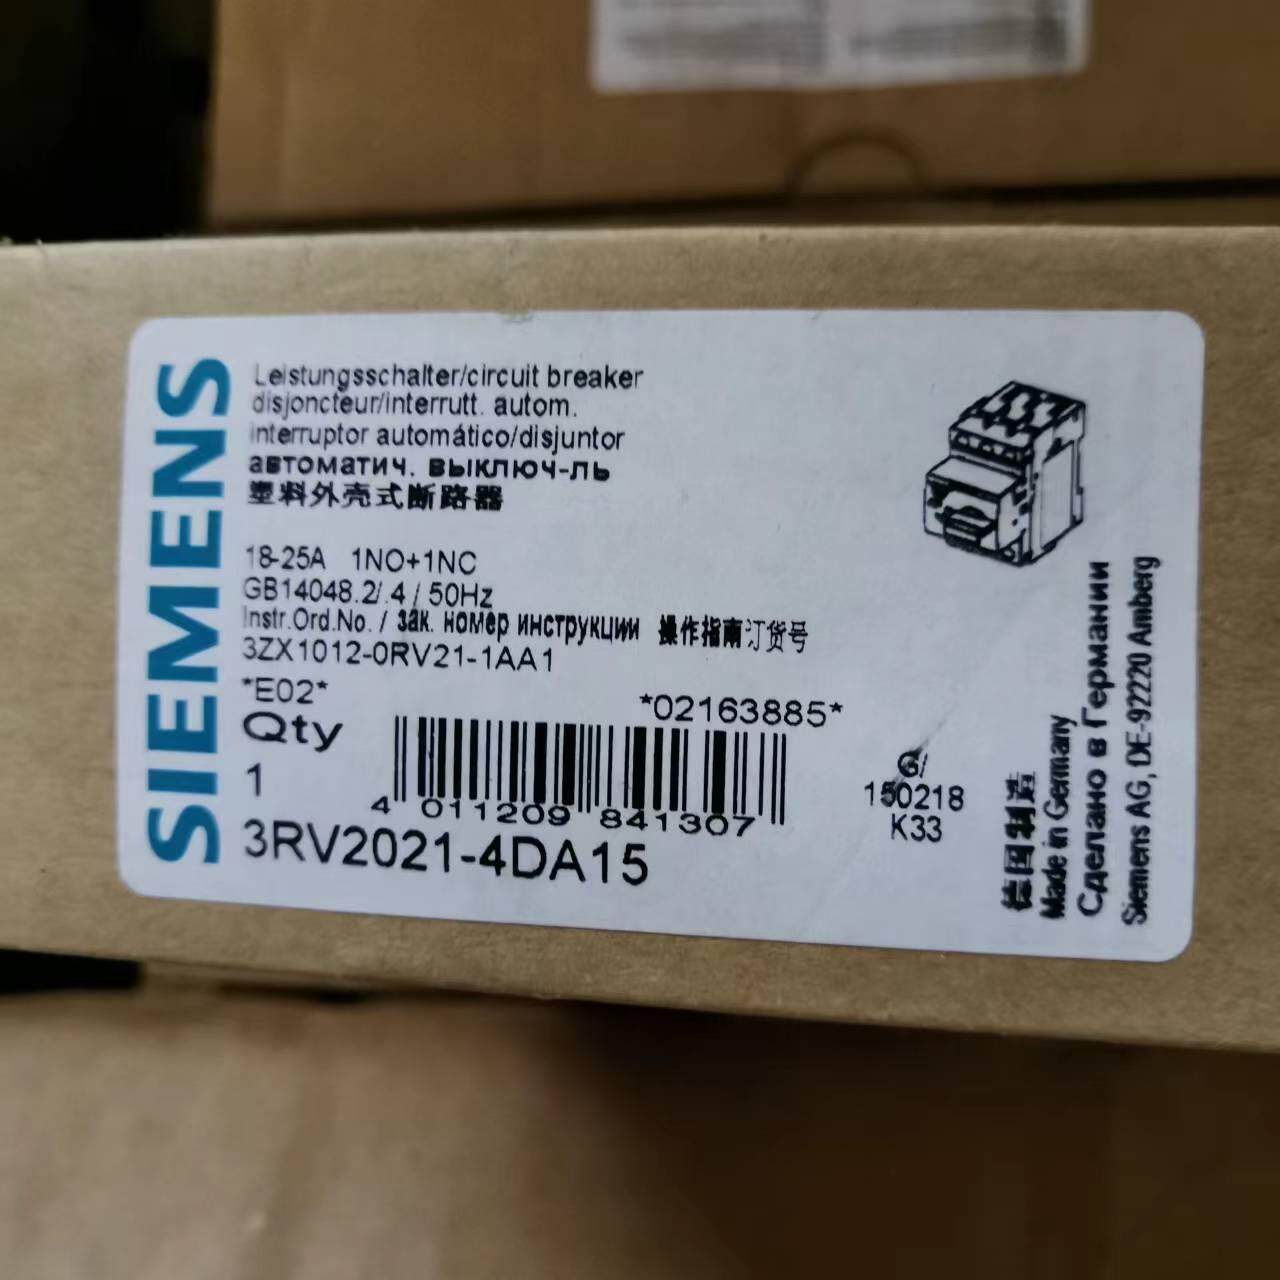 SIEMENS
Leistungsschalter/circuit breaker
disjoncteur/interrutt. autom.
interruptor automático/disjuntor
автоматич. выключ-ль
塑料外壳式断路器
18-25A 1NO+1NC
GB14048.2/.4 / 50Hz
Instr.Ord.No. / зак. номер инструкции 操作指南订货号
3ZX1012-0RV21-1AA1
*E02*
*02163885*
Qty
1
4 011209 841307
3RV2021-4DA15
G/
150218
K33
德国制造
Made in Germany
Сделано в Германии
Siemens AG, DE-92220 Amberg